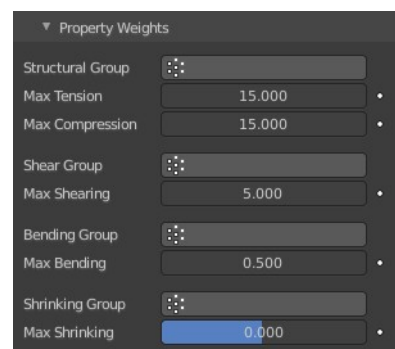 Property Weights
Structural Group
Max Tension 15.000
Max Compression 15.000
Shear Group
Max Shearing 5.000
Bending Group
Max Bending 0.500
Shrinking Group
Max Shrinking 0.000